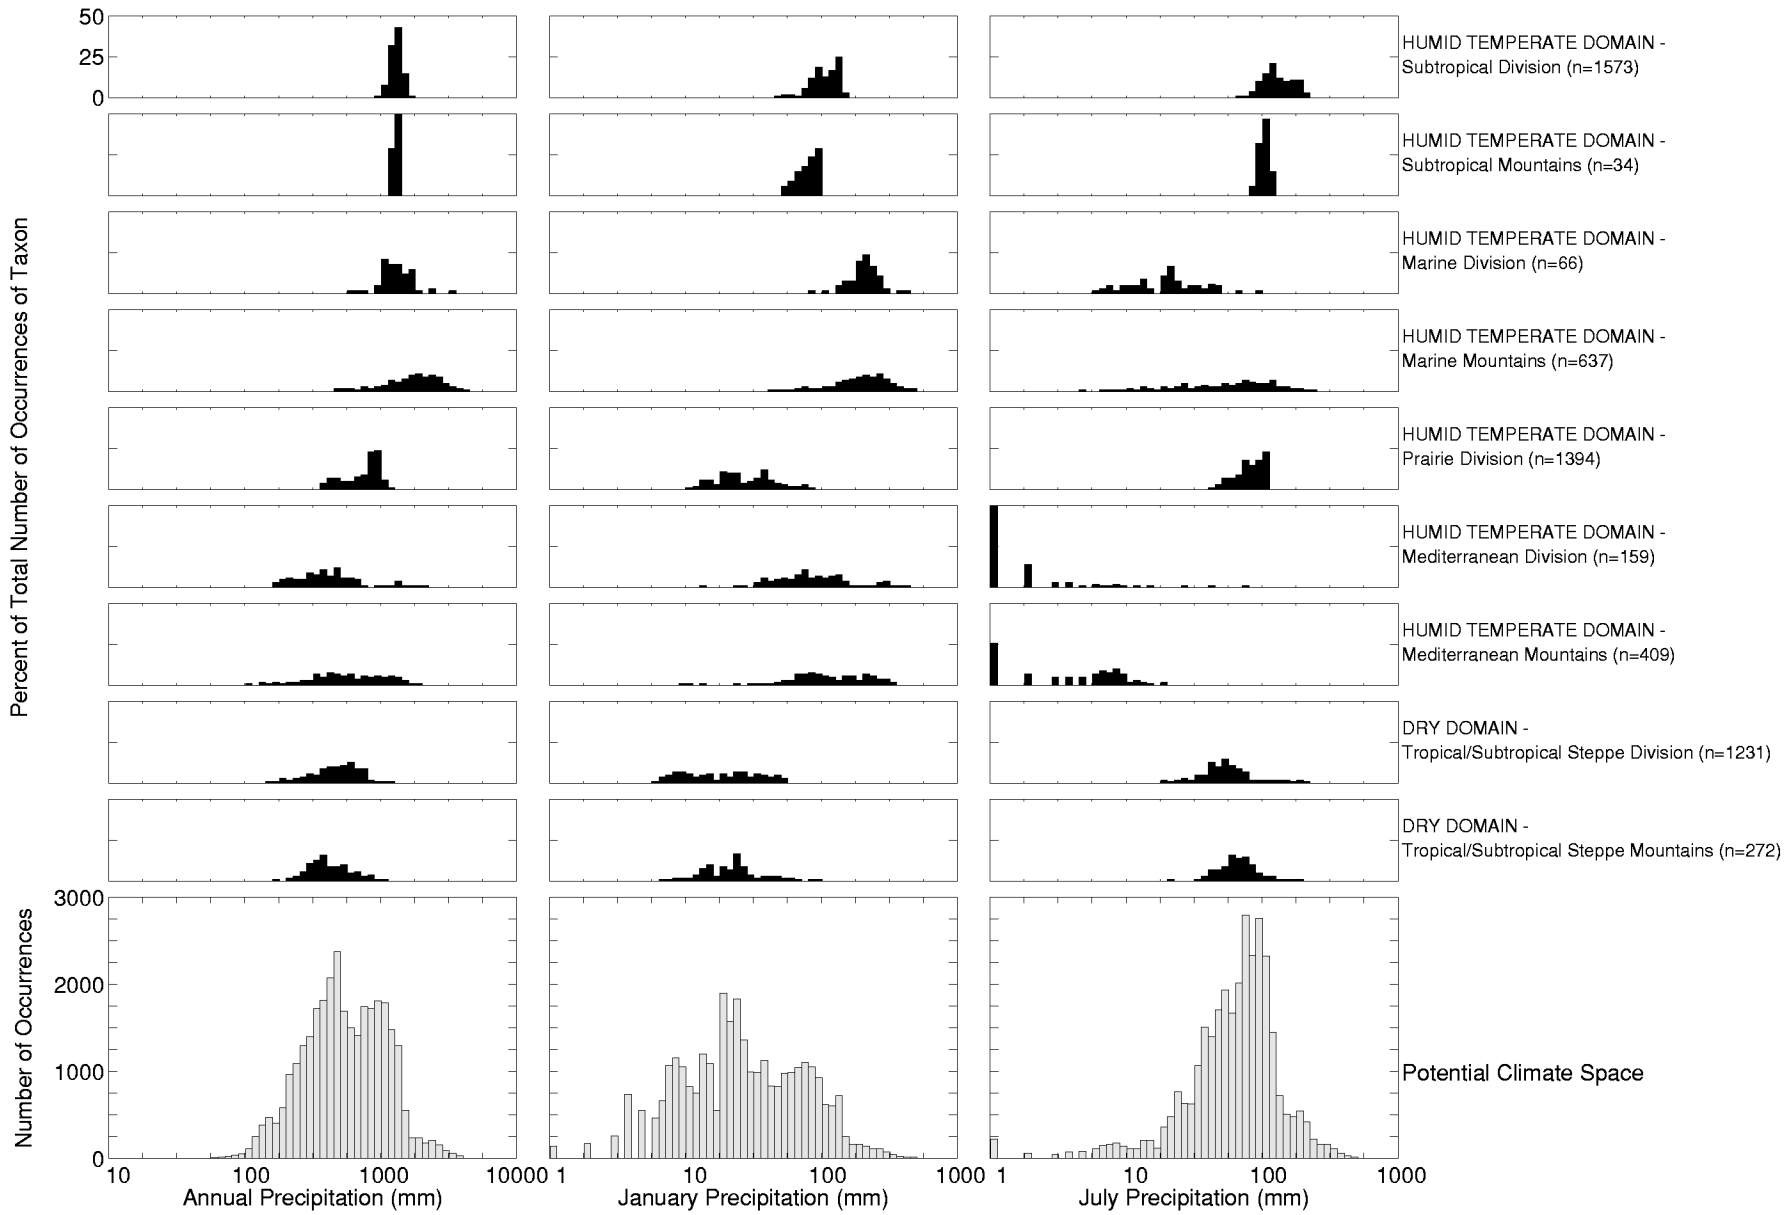 50
25
0
HUMID TEMPERATE DOMAIN -
Subtropical Division (n=1573)
HUMID TEMPERATE DOMAIN -
Subtropical Mountains (n=34)
HUMID TEMPERATE DOMAIN -
Marine Division (n=66)
HUMID TEMPERATE DOMAIN -
Marine Mountains (n=637)
HUMID TEMPERATE DOMAIN -
Prairie Division (n=1394)
HUMID TEMPERATE DOMAIN -
Mediterranean Division (n=159)
HUMID TEMPERATE DOMAIN -
Mediterranean Mountains (n=409)
DRY DOMAIN -
Tropical/Subtropical Steppe Division (n=1231)
DRY DOMAIN -
Tropical/Subtropical Steppe Mountains (n=272)
Percent of Total Number of Occurrences of Taxon
Number of Occurrences
3000
2000
1000
0
Potential Climate Space
10 100 1000 10000
1 10 100 1000
1 10 100 1000
Annual Precipitation (mm)
January Precipitation (mm)
July Precipitation (mm)